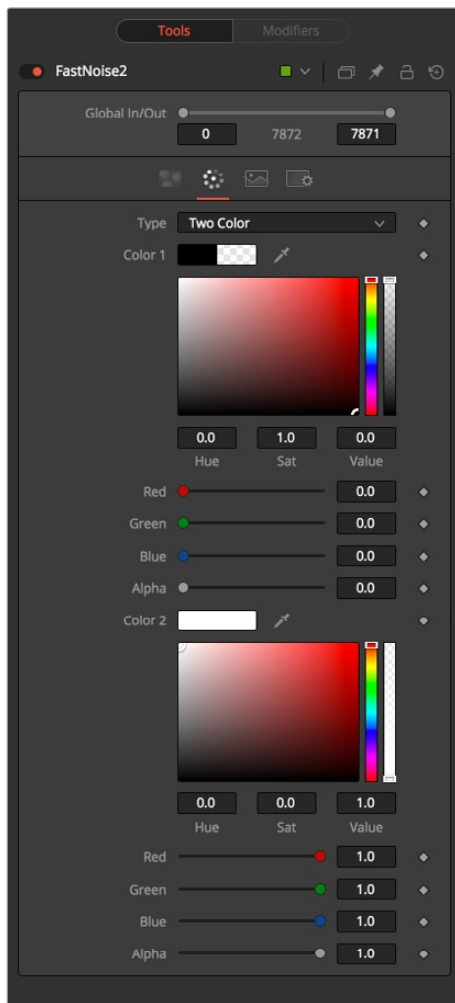 Tools Modifiers
FastNoise2
Global In/Out
0 7872 7871
Type Two Color
Color 1
0.0 1.0 0.0
Hue Sat Value
Red 0.0
Green 0.0
Blue 0.0
Alpha 0.0
Color 2
0.0 0.0 1.0
Hue Sat Value
Red 1.0
Green 1.0
Blue 1.0
Alpha 1.0